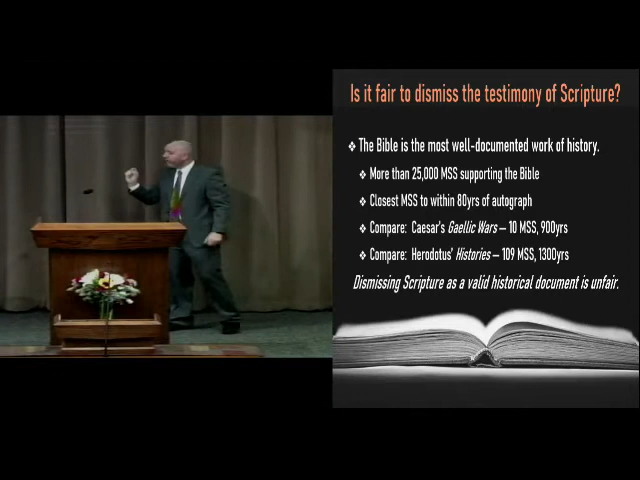 Is it fair to dismiss the testimony of Scripture?
❖ The Bible is the most well-documented work of history.
❖ More than 25,000 MSS supporting the Bible
❖ Closest MSS to within 80yrs of autograph
❖ Compare: Caesar's Gaellic Wars – 10 MSS, 900yrs
❖ Compare: Herodotus' Histories – 109 MSS, 1300yrs
Dismissing Scripture as a valid historical document is unfair.